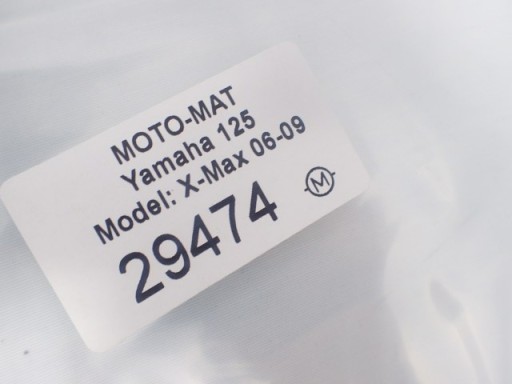 MOTO-MAT
Yamaha 125
Model: X-Max 06-09
29474
M